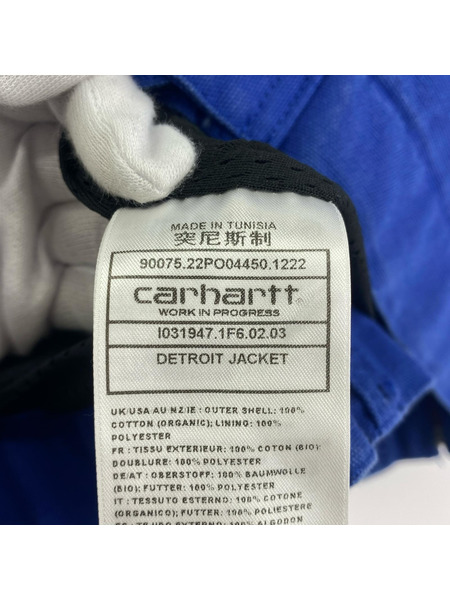 MADE IN TUNISIA
突尼斯制
90075.22PO04450.1222
carhartt
WORK IN PROGRESS
I031947.1F6.02.03
DETROIT JACKET
UK/USA AU NZ/IE : OUTER SHELL: 100%
COTTON (ORGANIC); LINING: 100%
POLYESTER
FR : TISSU EXTERIEUR: 100% COTON (BIO);
DOUBLURE: 100% POLYESTER
DE/AT : OBERSTOFF: 100% BAUMWOLLE
(BIO); FUTTER: 100% POLYESTER
IT : TESSUTO ESTERNO: 100% COTONE
(ORGANICO); FUTTER: 100% POLIESTERE
100% ALGODON